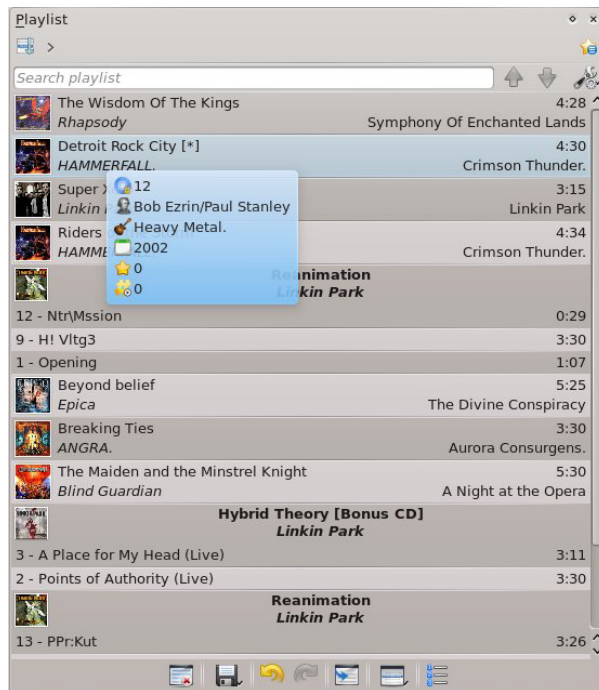 Playlist
>
Search playlist
The Wisdom Of The Kings 4:28
Rhapsody Symphony Of Enchanted Lands
Detroit Rock City [*] 4:30
HAMMERFALL. Crimson Thunder.
12
Bob Ezrin/Paul Stanley
Heavy Metal.
2002
0
0
Super 3:15
Linkin Linkin Park
Riders 4:34
Crimson Thunder.
Reanimation
Linkin Park
12 - Ntr\Mssion 0:29
9 - H! Vltg3 3:30
1 - Opening 1:07
Beyond belief 5:25
Epica The Divine Conspiracy
Breaking Ties 3:30
ANGRA. Aurora Consurgens.
The Maiden and the Minstrel Knight 5:30
Blind Guardian A Night at the Opera
Hybrid Theory [Bonus CD]
Linkin Park
3 - A Place for My Head (Live) 3:11
2 - Points of Authority (Live) 3:30
Reanimation
Linkin Park
13 - PPr:Kut 3:26